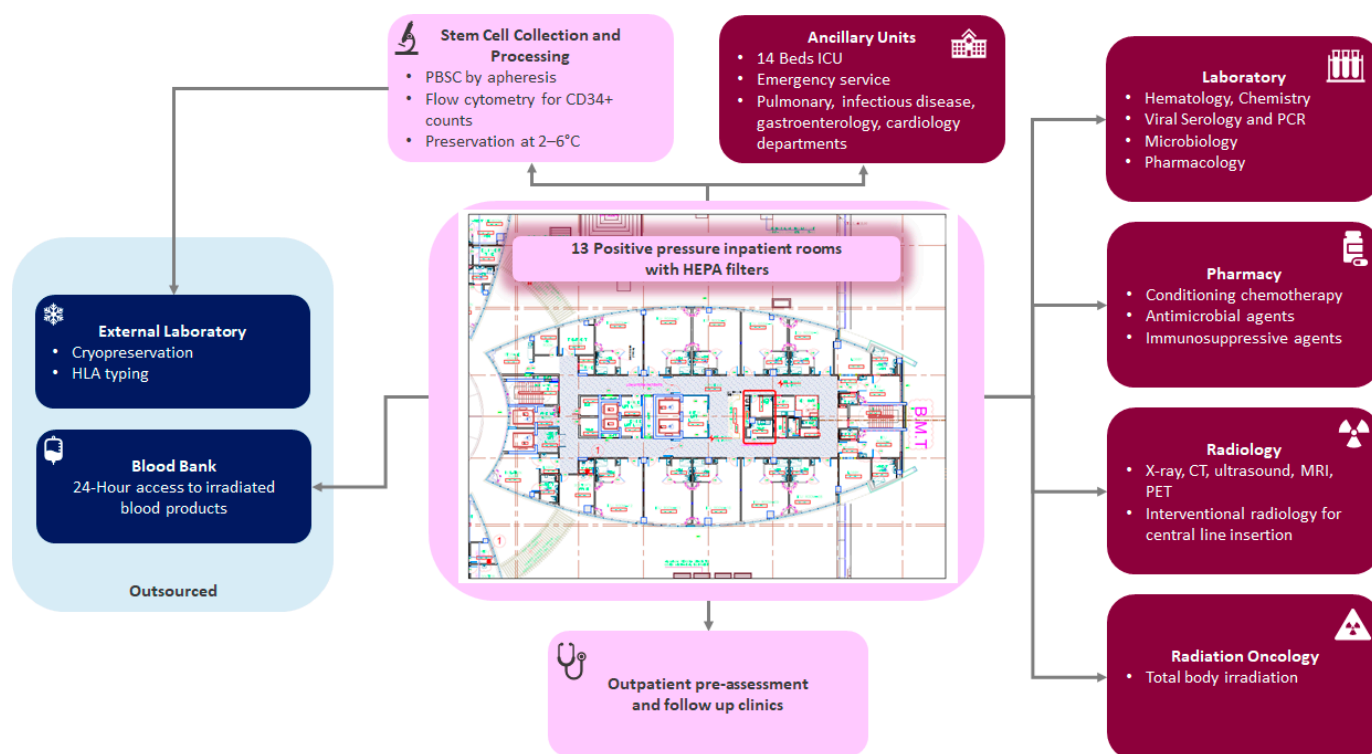 Stem Cell Collection and
Processing
• PBSC by apheresis
• Flow cytometry for CD34+
counts
• Preservation at 2–6°C
Ancillary Units
• 14 Beds ICU
• Emergency service
• Pulmonary, infectious disease,
gastroenterology, cardiology
departments
Laboratory
• Hematology, Chemistry
• Viral Serology and PCR
• Microbiology
• Pharmacology
13 Positive pressure inpatient rooms
with HEPA filters
B.M.T
1
1
External Laboratory
• Cryopreservation
• HLA typing
Blood Bank
24-Hour access to irradiated
blood products
Outsourced
Pharmacy
• Conditioning chemotherapy
• Antimicrobial agents
• Immunosuppressive agents
Radiology
• X-ray, CT, ultrasound, MRI,
PET
• Interventional radiology for
central line insertion
Radiation Oncology
• Total body irradiation
Outpatient pre-assessment
and follow up clinics